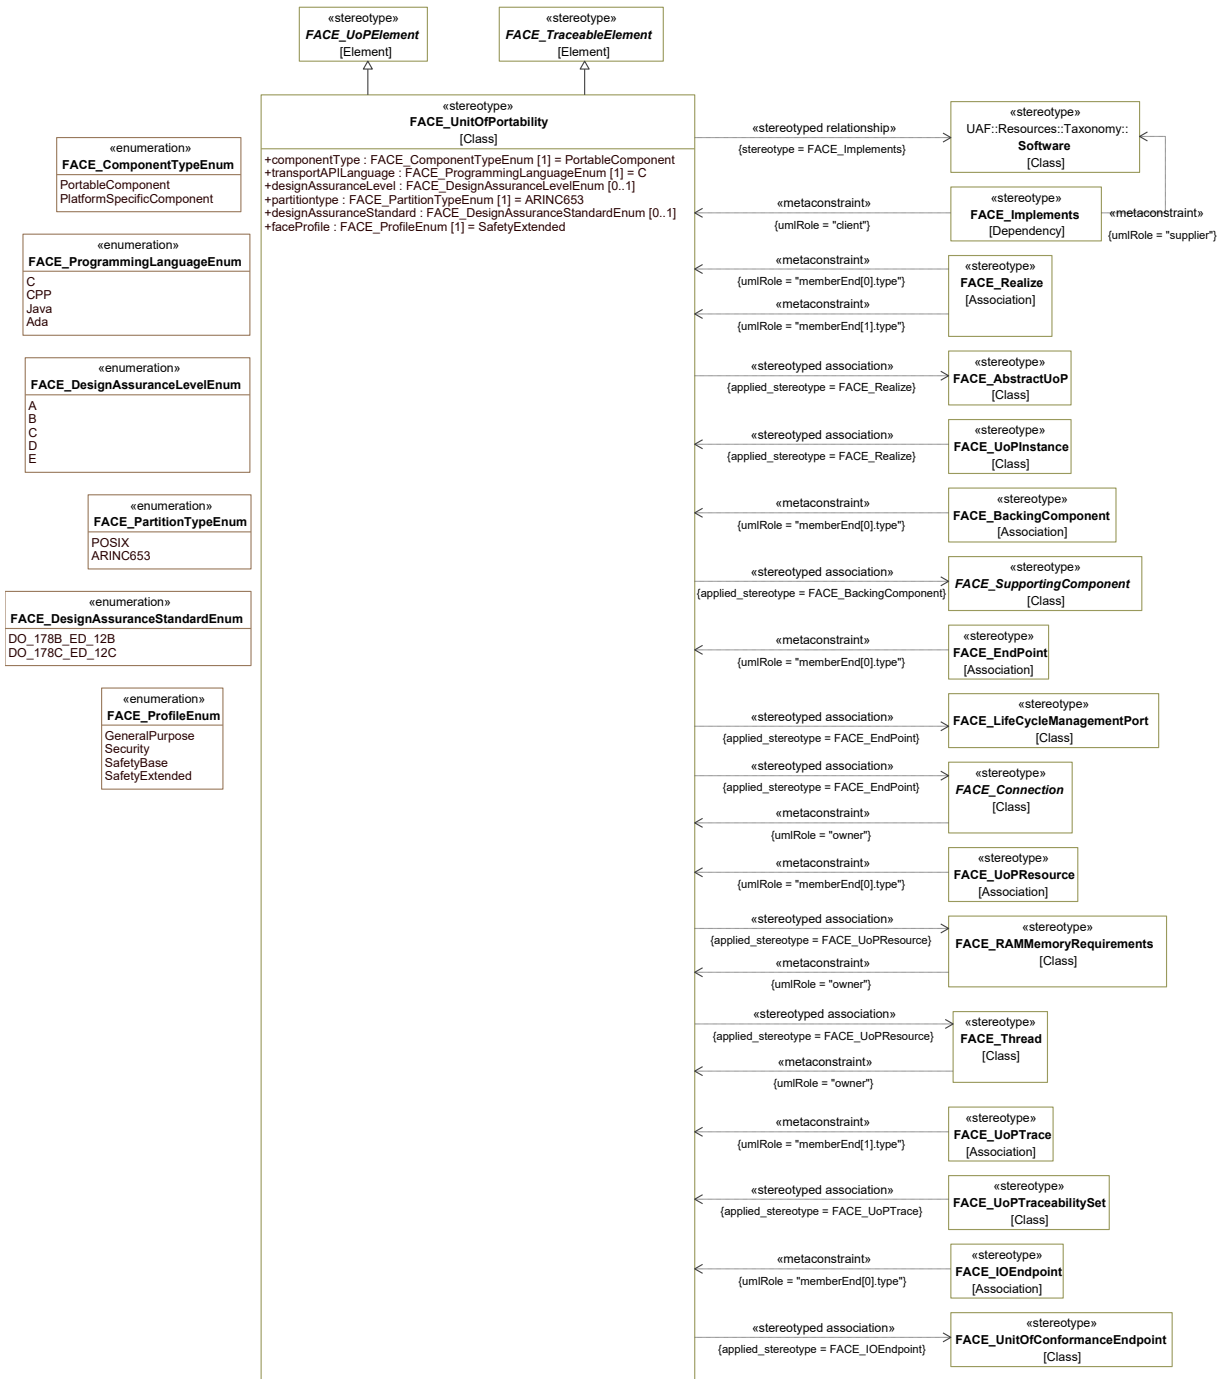 «stereotype»
FACE_UoPElement
[Element]
«stereotype»
FACE_TraceableElement
[Element]
«stereotype»
FACE_UnitOfPortability
[Class]
+componentType : FACE_ComponentTypeEnum [1] = PortableComponent
+transportAPILanguage : FACE_ProgrammingLanguageEnum [1] = C
+designAssuranceLevel : FACE_DesignAssuranceLevelEnum [0..1]
+partitiontype : FACE_PartitionTypeEnum [1] = ARINC653
+designAssuranceStandard : FACE_DesignAssuranceStandardEnum [0..1]
+faceProfile : FACE_ProfileEnum [1] = SafetyExtended
«enumeration»
FACE_ComponentTypeEnum
PortableComponent
PlatformSpecificComponent
«enumeration»
FACE_ProgrammingLanguageEnum
C
CPP
Java
Ada
«enumeration»
FACE_DesignAssuranceLevelEnum
A
B
C
D
E
«enumeration»
FACE_PartitionTypeEnum
POSIX
ARINC653
«enumeration»
FACE_DesignAssuranceStandardEnum
DO_178B_ED_12B
DO_178C_ED_12C
«enumeration»
FACE_ProfileEnum
GeneralPurpose
Security
SafetyBase
SafetyExtended
«stereotyped relationship»
{stereotype = FACE_Implements}
«stereotype»
UAF::Resources::Taxonomy::
Software
[Class]
«metaconstraint»
{umlRole = "client"}
«stereotype»
FACE_Implements
[Dependency]
«metaconstraint»
{umlRole = "supplier"}
«metaconstraint»
{umlRole = "memberEnd[0].type"}
«metaconstraint»
{umlRole = "memberEnd[1].type"}
«stereotype»
FACE_Realize
[Association]
«stereotyped association»
{applied_stereotype = FACE_Realize}
«stereotype»
FACE_AbstractUoP
[Class]
«stereotyped association»
{applied_stereotype = FACE_Realize}
«stereotype»
FACE_UoPInstance
[Class]
«metaconstraint»
{umlRole = "memberEnd[0].type"}
«stereotype»
FACE_BackingComponent
[Association]
«stereotyped association»
{applied_stereotype = FACE_BackingComponent}
«stereotype»
FACE_SupportingComponent
[Class]
«metaconstraint»
{umlRole = "memberEnd[0].type"}
«stereotype»
FACE_EndPoint
[Association]
«stereotyped association»
{applied_stereotype = FACE_EndPoint}
«stereotype»
FACE_LifeCycleManagementPort
[Class]
«stereotyped association»
{applied_stereotype = FACE_EndPoint}
«metaconstraint»
{umlRole = "owner"}
«stereotype»
FACE_Connection
[Class]
«metaconstraint»
{umlRole = "memberEnd[0].type"}
«stereotype»
FACE_UoPResource
[Association]
«stereotyped association»
{applied_stereotype = FACE_UoPResource}
«metaconstraint»
{umlRole = "owner"}
«stereotype»
FACE_RAMMemoryRequirements
[Class]
«stereotyped association»
{applied_stereotype = FACE_UoPResource}
«metaconstraint»
{umlRole = "owner"}
«stereotype»
FACE_Thread
[Class]
«metaconstraint»
{umlRole = "memberEnd[1].type"}
«stereotype»
FACE_UoPTrace
[Association]
«stereotyped association»
{applied_stereotype = FACE_UoPTrace}
«stereotype»
FACE_UoPTraceabilitySet
[Class]
«metaconstraint»
{umlRole = "memberEnd[0].type"}
«stereotype»
FACE_IOEndpoint
[Association]
«stereotyped association»
{applied_stereotype = FACE_IOEndpoint}
«stereotype»
FACE_UnitOfConformanceEndpoint
[Class]